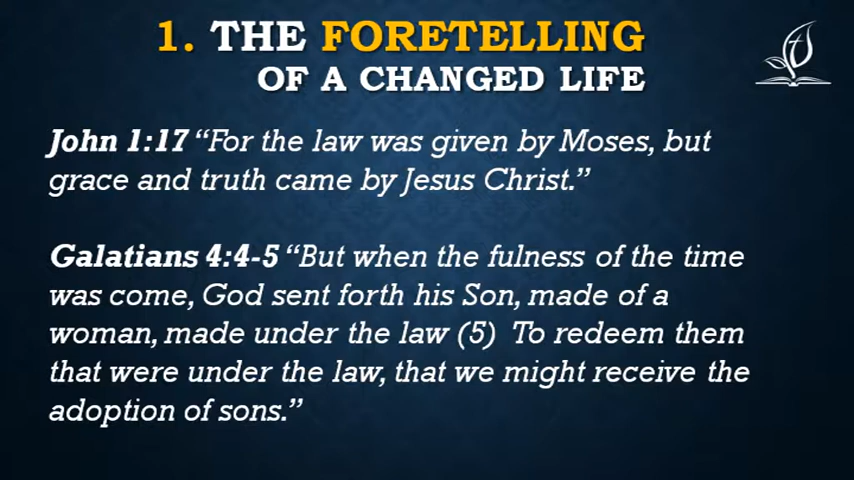 1. THE FORETELLING
OF A CHANGED LIFE
John 1:17 “For the law was given by Moses, but
grace and truth came by Jesus Christ.”
Galatians 4:4-5 “But when the fulness of the time
was come, God sent forth his Son, made of a
woman, made under the law (5) To redeem them
that were under the law, that we might receive the
adoption of sons.”